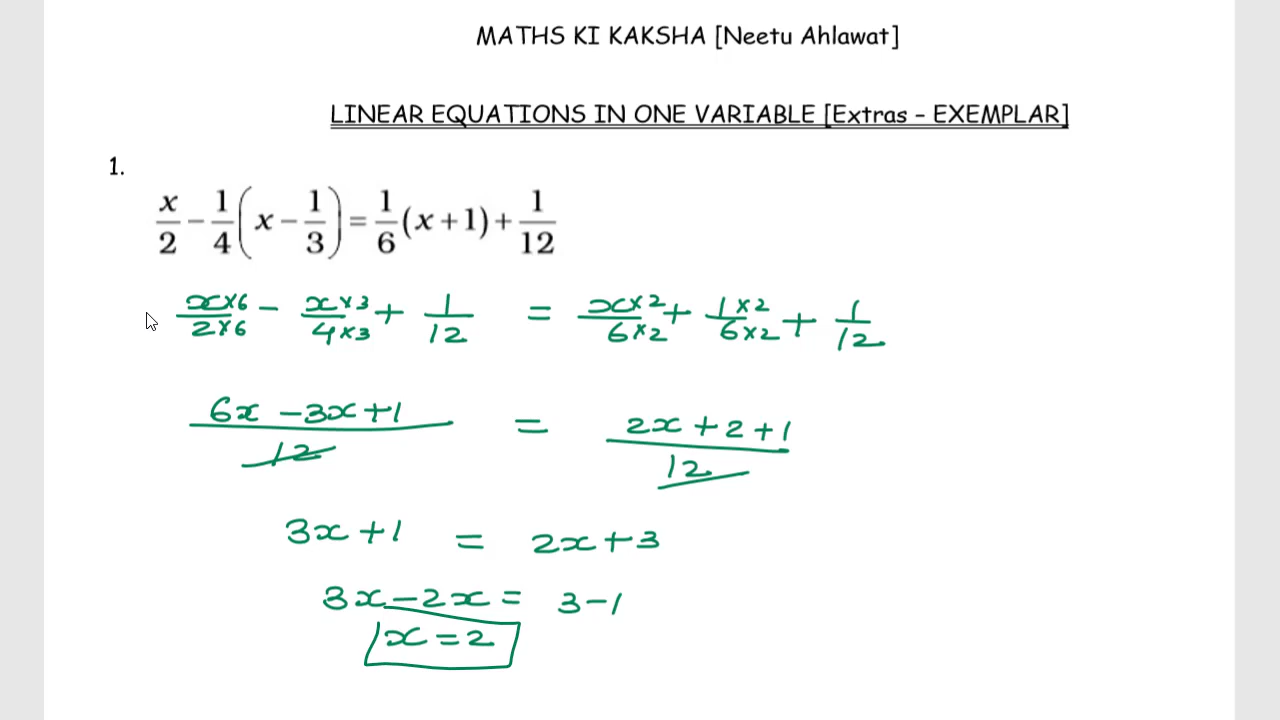 MATHS KI KAKSHA [Neetu Ahlawat]
LINEAR EQUATIONS IN ONE VARIABLE [Extras – EXEMPLAR]
1.
x/2 − 1/4(x − 1/3) = 1/6(x + 1) + 1/12
x×6/2×6 − x×3/4×3 + 1/12 = x×2/6×2 + 1×2/6×2 + 1/12
6x − 3x + 1/12 = 2x + 2 + 1/12
3x + 1 = 2x + 3
3x − 2x = 3 − 1
x = 2